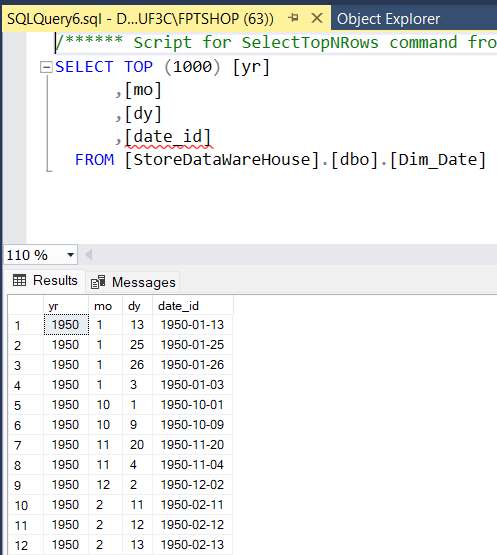 SQLQuery6.sql - D...UF3C\FPTSHOP (63)) Object Explorer
/****** Script for SelectTopNRows command fro
SELECT TOP (1000) [yr]
,[mo]
,[dy]
,[date_id]
FROM [StoreDataWareHouse].[dbo].[Dim_Date]
110 %
Results Messages
yr mo dy date_id
1 1950 1 13 1950-01-13
2 1950 1 25 1950-01-25
3 1950 1 26 1950-01-26
4 1950 1 3 1950-01-03
5 1950 10 1 1950-10-01
6 1950 10 9 1950-10-09
7 1950 11 20 1950-11-20
8 1950 11 4 1950-11-04
9 1950 12 2 1950-12-02
10 1950 2 11 1950-02-11
11 1950 2 12 1950-02-12
12 1950 2 13 1950-02-13